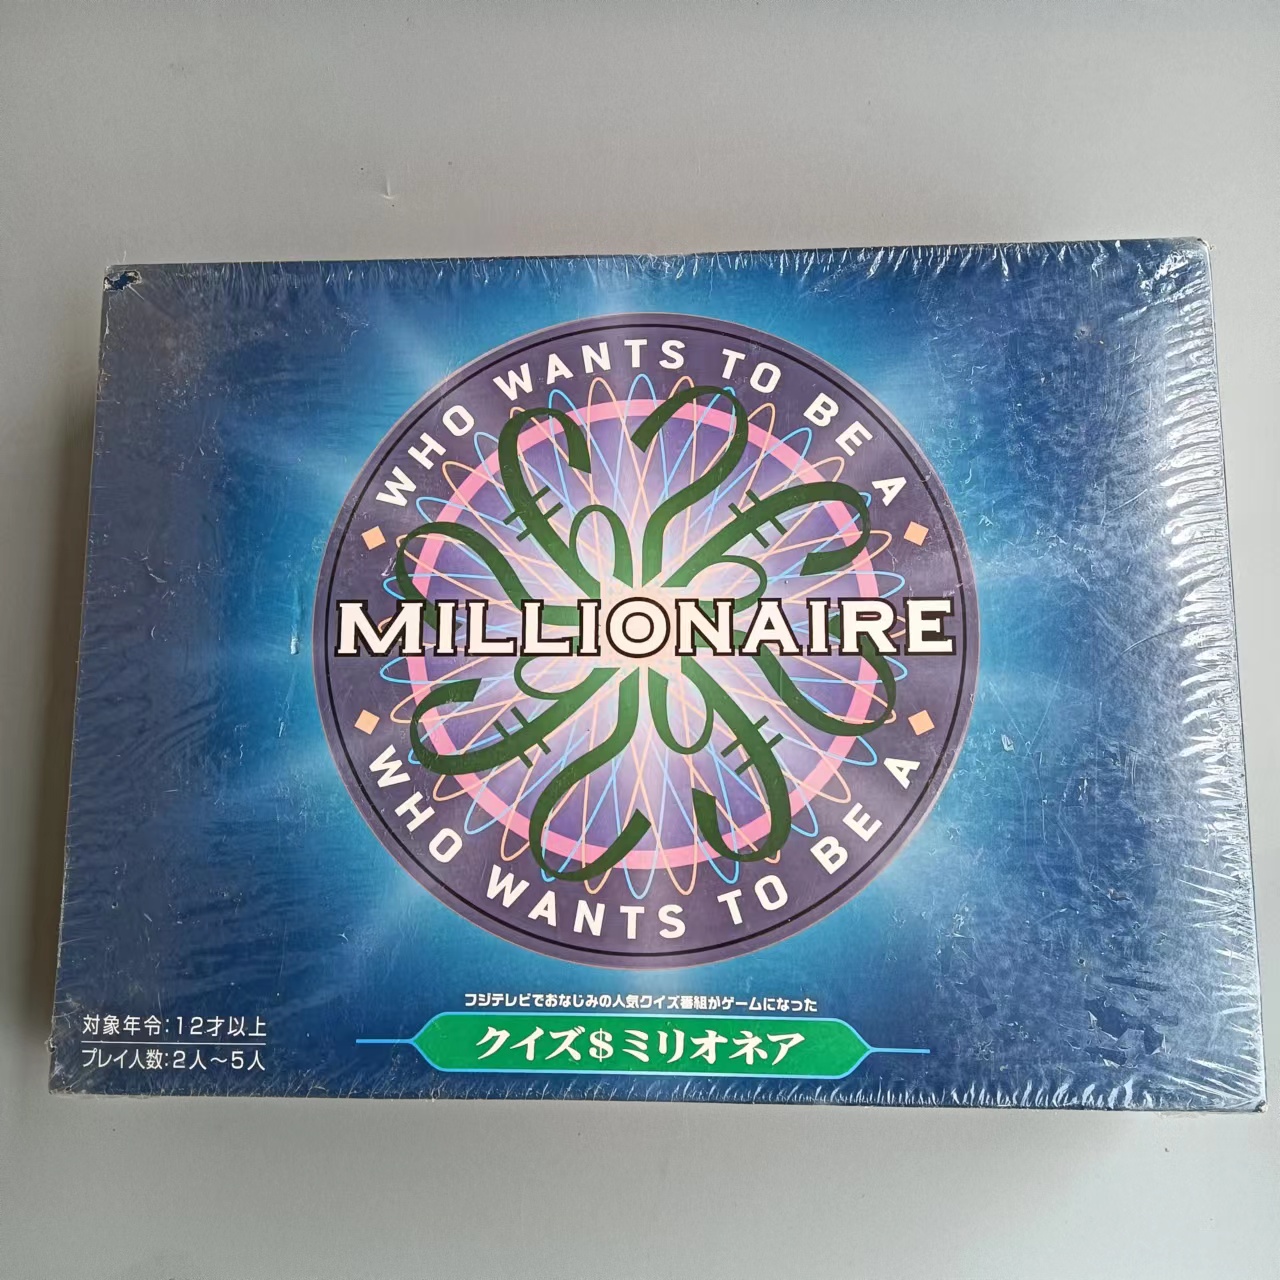 WHO WANTS TO BE A
MILLIONAIRE
WHO WANTS TO BE A
フジテレビでおなじみの人気クイズ番組がゲームになった
クイズ$ミリオネア
対象年令:12才以上
プレイ人数:2人〜5人